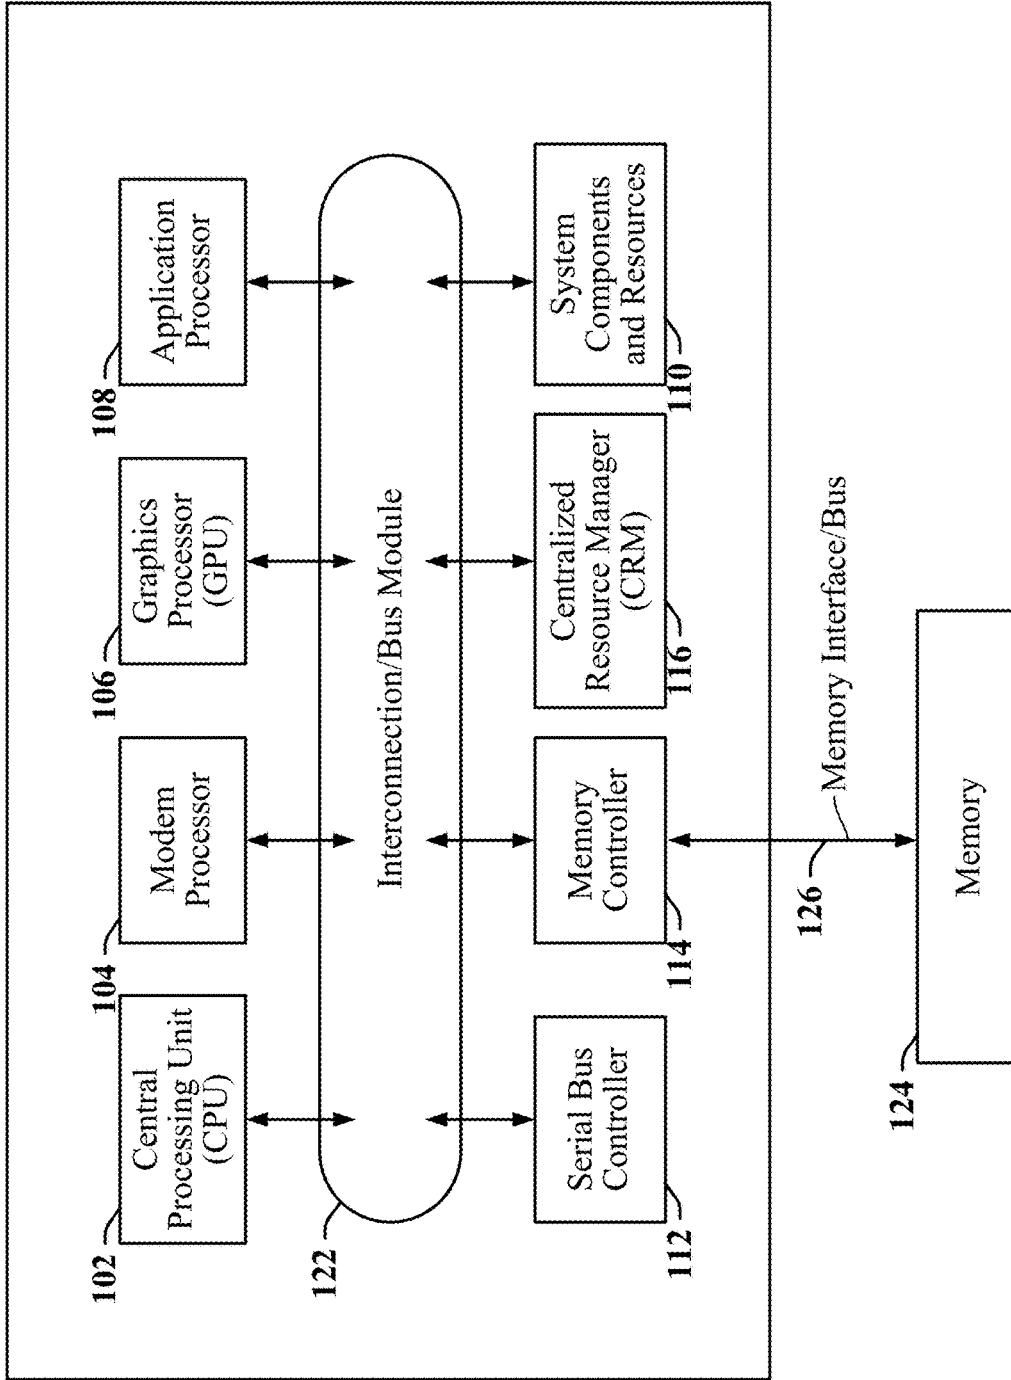 102
Central
Processing Unit
(CPU)
104
Modem
Processor
106
Graphics
Processor
(GPU)
108
Application
Processor
122
Interconnection/Bus Module
112
Serial Bus
Controller
114
Memory
Controller
116
Centralized
Resource Manager
(CRM)
110
System
Components
and Resources
126
Memory Interface/Bus
124
Memory